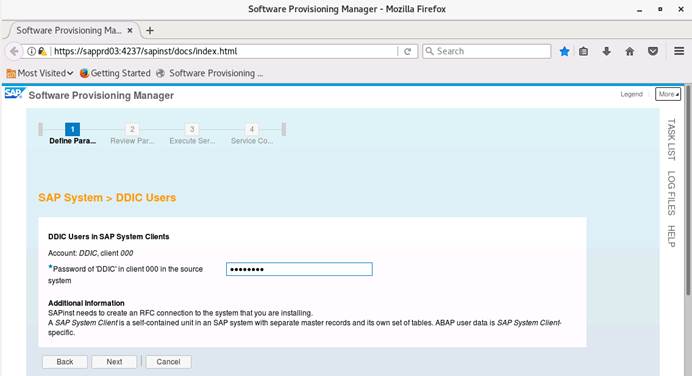 Software Provisioning Manager - Mozilla Firefox
Software Provisioning Ma...
https://sapprd03:4237/sapinst/docs/index.html
Search
Most Visited
Getting Started
Software Provisioning ...
SAP
Software Provisioning Manager
Legend
More
1
2
3
4
Define Para...
Review Par...
Execute Ser...
Service Co...
TASK LIST
LOG FILES
HELP
SAP System > DDIC Users
DDIC Users in SAP System Clients
Account: DDIC, client 000
*Password of 'DDIC' in client 000 in the source
system
••••••••
Additional Information
SAPinst needs to create an RFC connection to the system that you are installing.
A SAP System Client is a self-contained unit in an SAP system with separate master records and its own set of tables. ABAP user data is SAP System Client-
specific.
Back
Next
Cancel